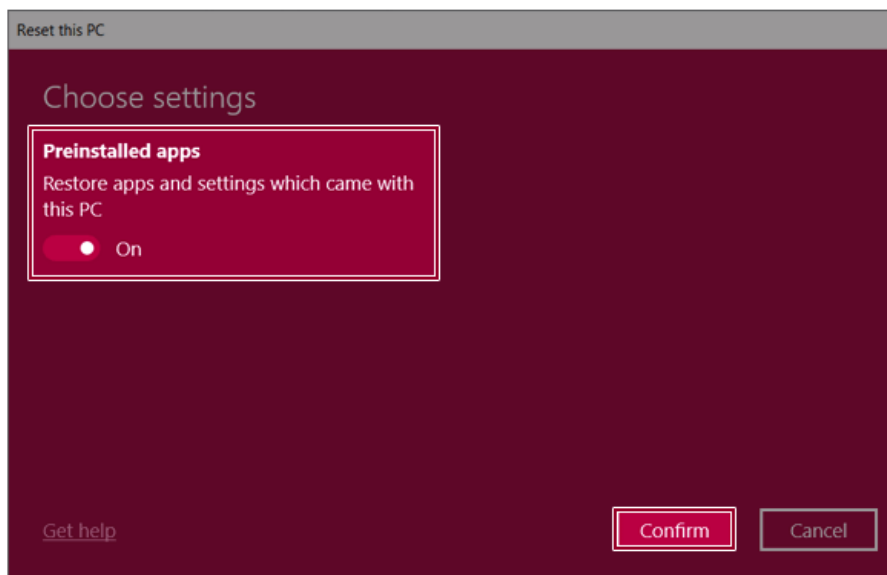 Reset this PC
Choose settings
Preinstalled apps
Restore apps and settings which came with
this PC
On
Get help
Confirm
Cancel